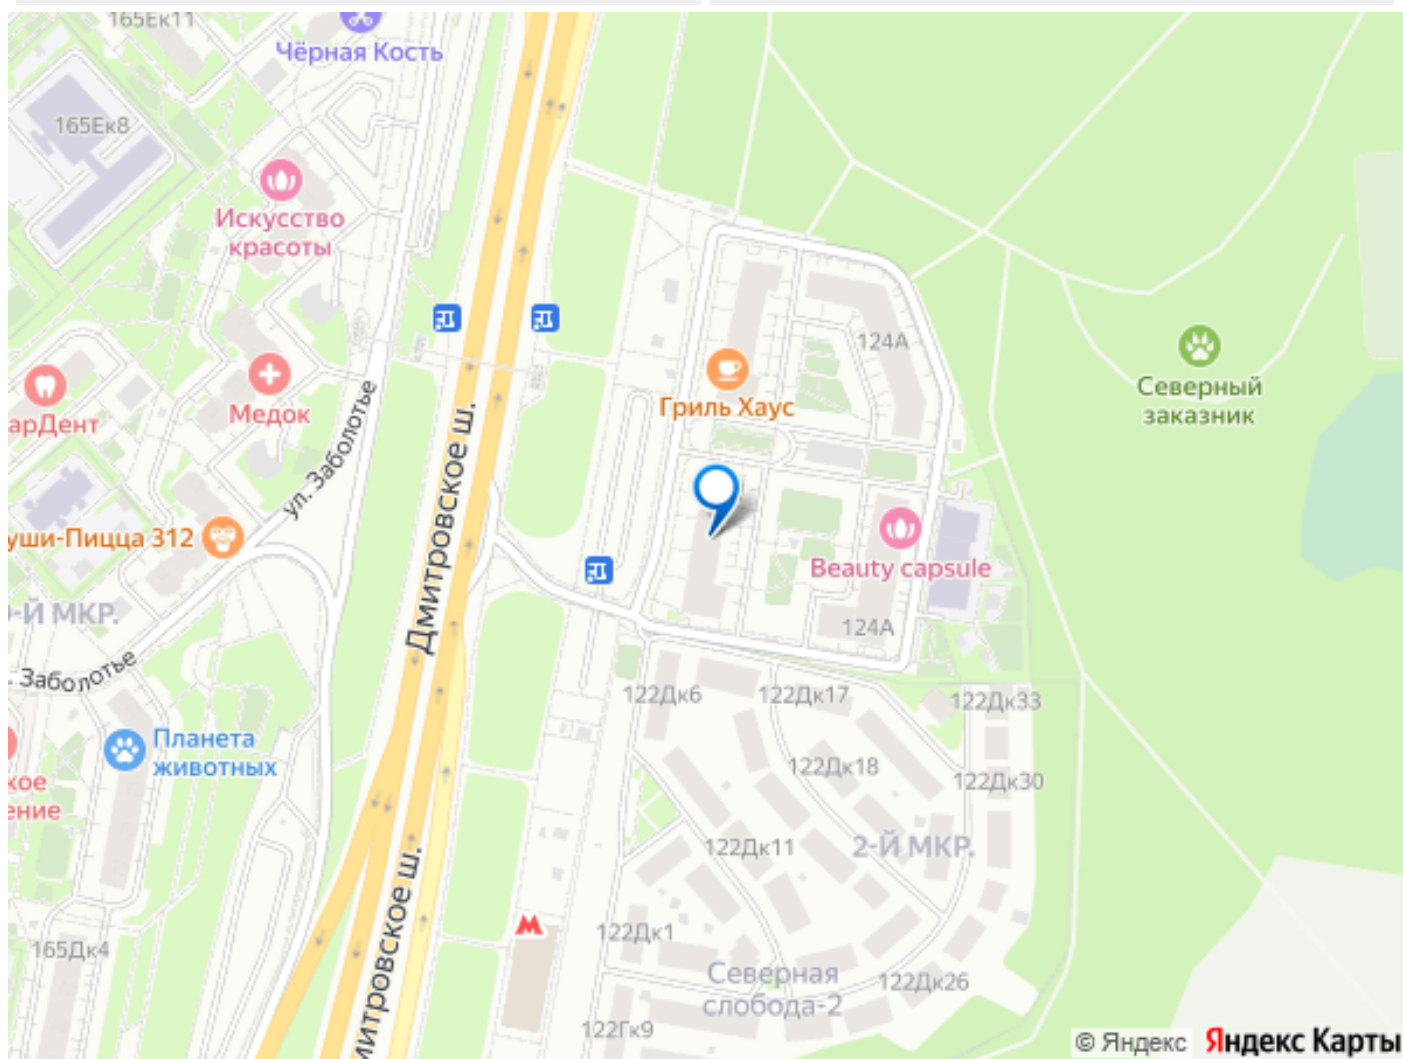 165Ек11
Чёрная Кость
165Ек8
Искусство
красоты
124А
Северный
заказник
Гриль Хаус
Медок
арДент
ул. Заболотье
Дмитровское ш.
уши-Пицца 312
Beauty capsule
-Й МКР.
124А
Заболотье
122Дк6
122Дк17
122Дк33
Планета
животных
122Дк18
122Дк30
кое
ение
122Дк11
2-Й МКР.
митровское ш.
165Дк4
122Дк1
Северная
слобода-2
122Дк26
122Гк9
© Яндекс Яндекс Карты